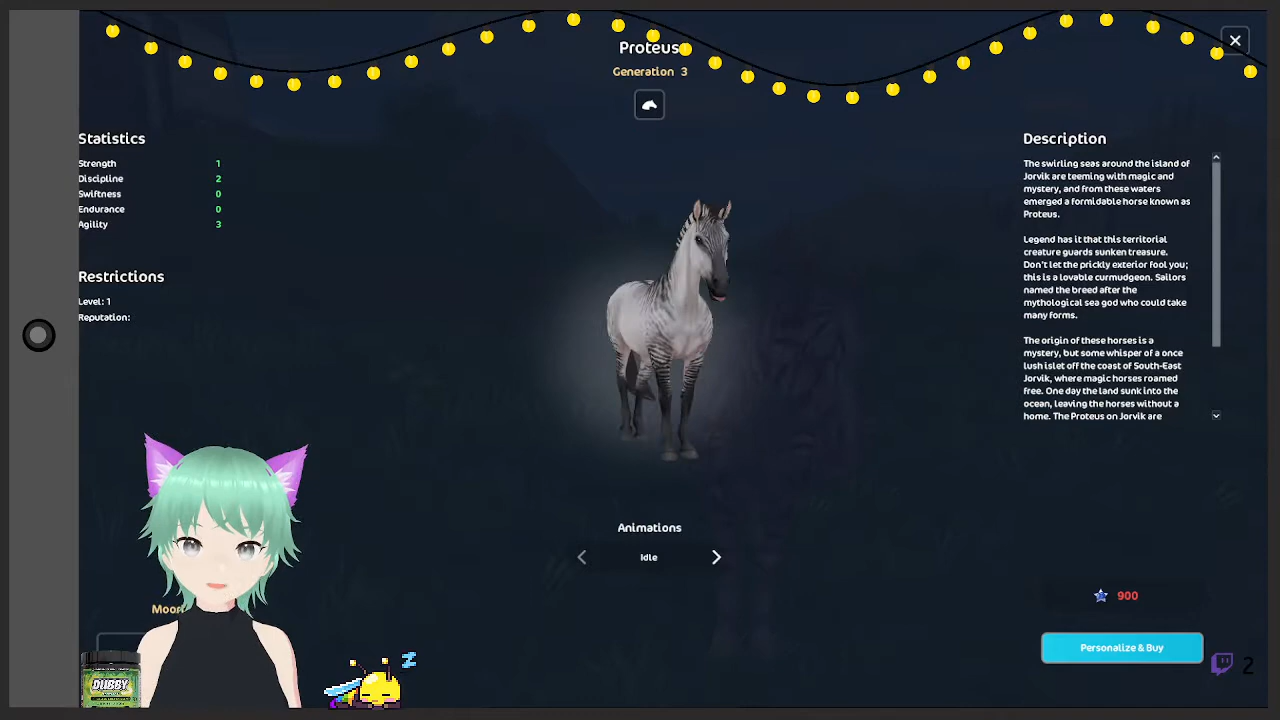 Proteus
Generation 3
Statistics
Strength 1
Discipline 2
Swiftness 0
Endurance 0
Agility 3
Restrictions
Level: 1
Reputation:
Description
The swirling seas around the island of
Jorvik are teeming with magic and
mystery, and from these waters
emerged a formidable horse known as
Proteus.
Legend has it that this territorial
creature guards sunken treasure.
Don't let the prickly exterior fool you;
this is a lovable curmudgeon. Sailors
named the breed after the
mythological sea god who could take
many forms.
The origin of these horses is a
mystery, but some whisper of a once
lush islet off the coast of South-East
Jorvik, where magic horses roamed
free. One day the land sunk into the
ocean, leaving the horses without a
home. The Proteus on Jorvik are
Animations
Idle
900
Personalize & Buy
2
Moon
DUBBY
z